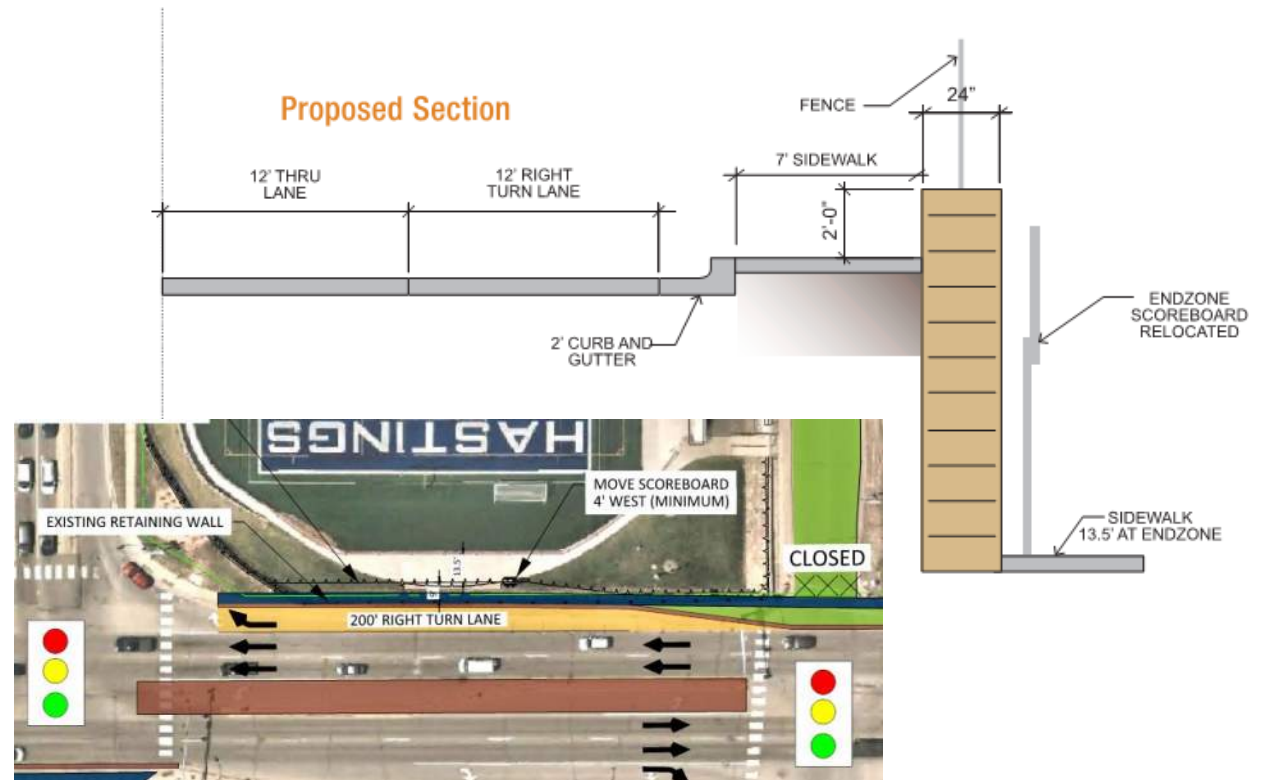 Proposed Section
FENCE
24"
7' SIDEWALK
12' THRU
LANE
12' RIGHT
TURN LANE
2'-0"
2' CURB AND
GUTTER
ENDZONE
SCOREBOARD
RELOCATED
SIDEWALK
13.5' AT ENDZONE
HASTINGS
MOVE SCOREBOARD
4' WEST (MINIMUM)
EXISTING RETAINING WALL
13.5'
CLOSED
200' RIGHT TURN LANE